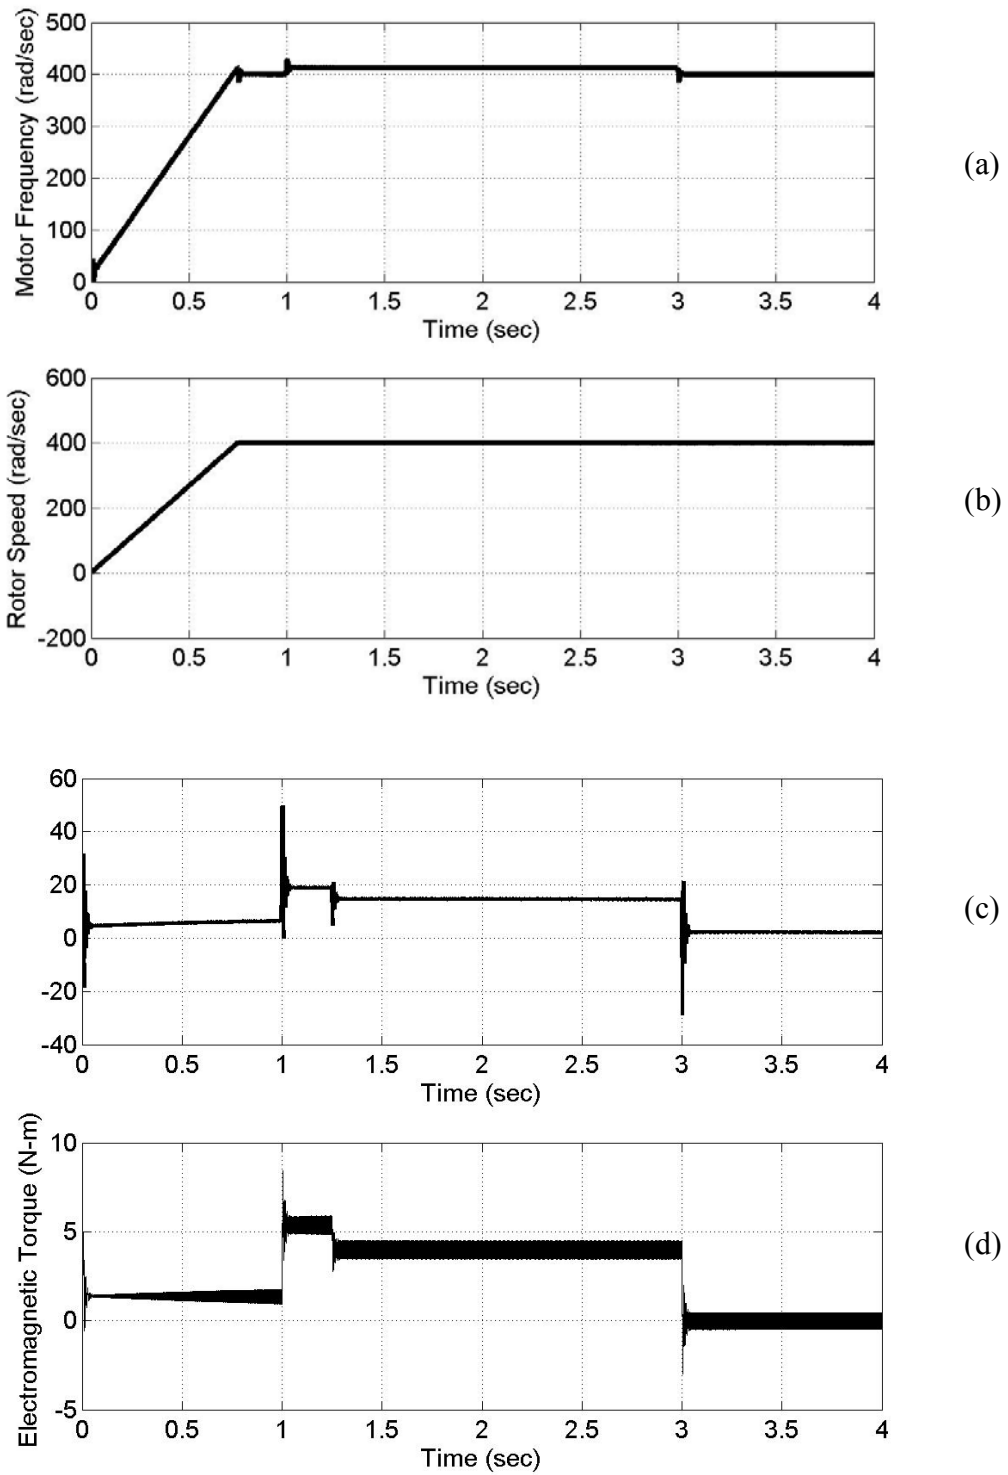 500
400
300
200
100
0
Motor Frequency (rad/sec)
0 0.5 1 1.5 2 2.5 3 3.5 4
Time (sec)
(a)
600
400
200
0
-200
Rotor Speed (rad/sec)
0 0.5 1 1.5 2 2.5 3 3.5 4
Time (sec)
(b)
60
40
20
0
-20
-40
0 0.5 1 1.5 2 2.5 3 3.5 4
Time (sec)
(c)
10
5
0
-5
Electromagnetic Torque (N-m)
0 0.5 1 1.5 2 2.5 3 3.5 4
Time (sec)
(d)